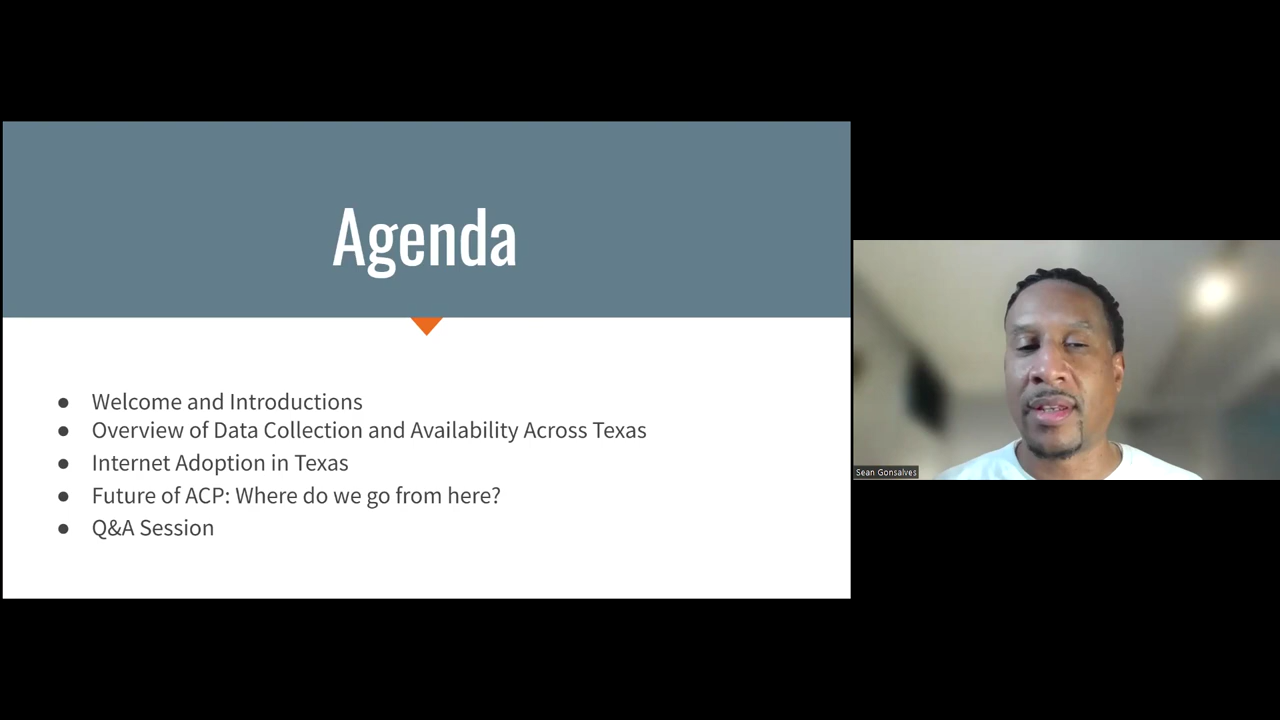 Agenda
● Welcome and Introductions
● Overview of Data Collection and Availability Across Texas
● Internet Adoption in Texas
● Future of ACP: Where do we go from here?
● Q&A Session
Sean Gonsalves